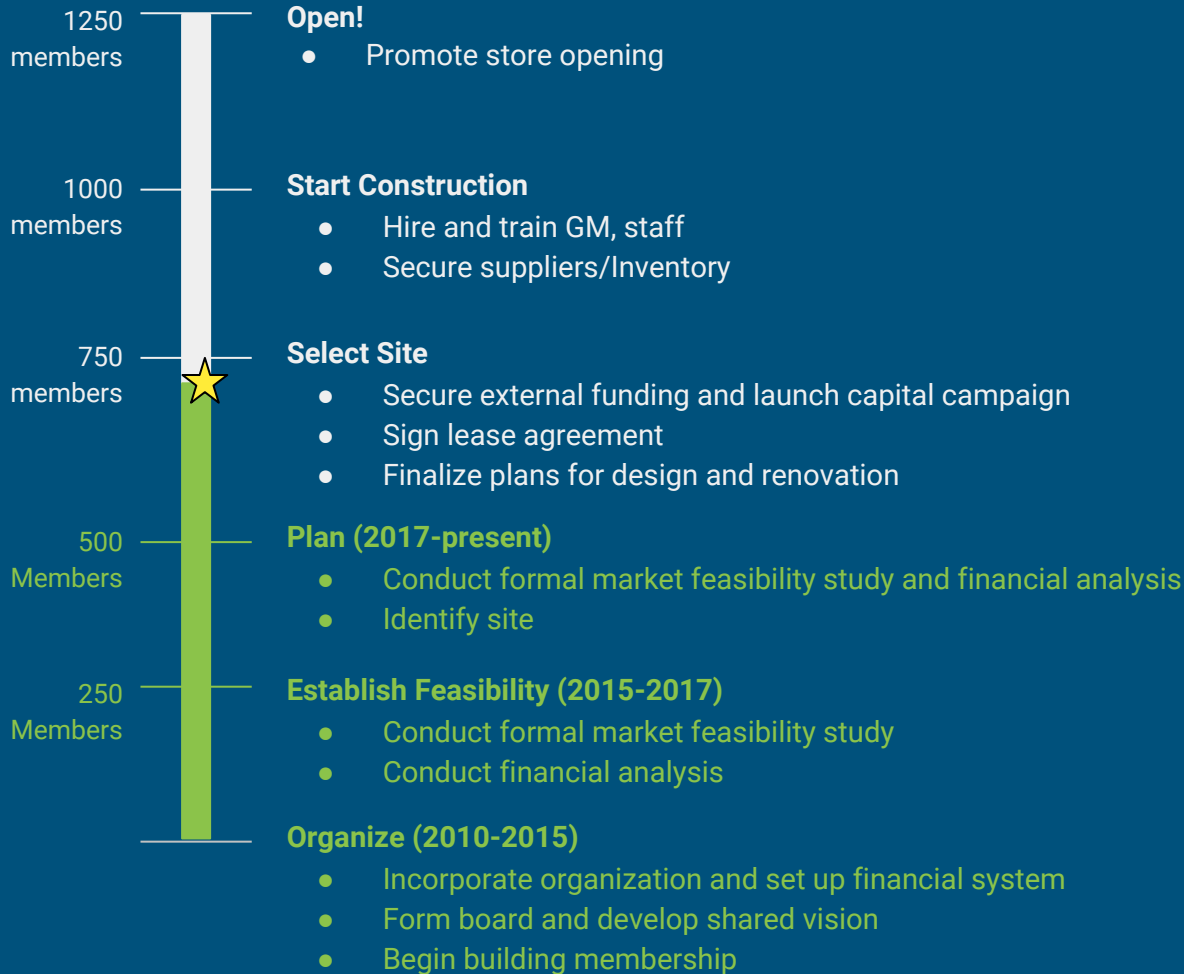 1250
members
Open!
● Promote store opening
1000
members
Start Construction
● Hire and train GM, staff
● Secure suppliers/Inventory
750
members
Select Site
● Secure external funding and launch capital campaign
● Sign lease agreement
● Finalize plans for design and renovation
500
Members
Plan (2017-present)
● Conduct formal market feasibility study and financial analysis
● Identify site
250
Members
Establish Feasibility (2015-2017)
● Conduct formal market feasibility study
● Conduct financial analysis
Organize (2010-2015)
● Incorporate organization and set up financial system
● Form board and develop shared vision
● Begin building membership